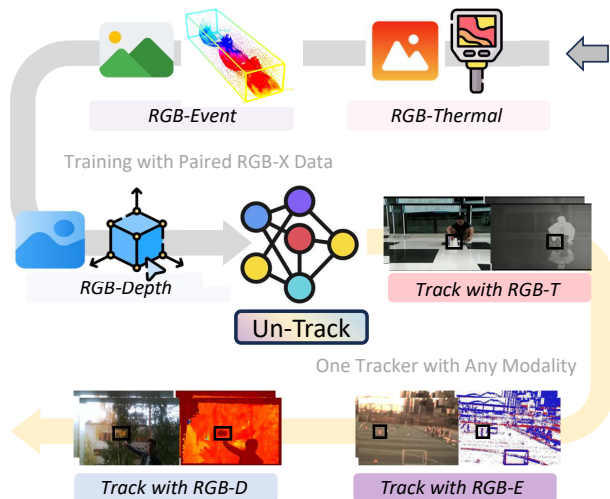 RGB-Event
RGB-Thermal
Training with Paired RGB-X Data
RGB-Depth
Un-Track
Track with RGB-T
One Tracker with Any Modality
Track with RGB-D
Track with RGB-E